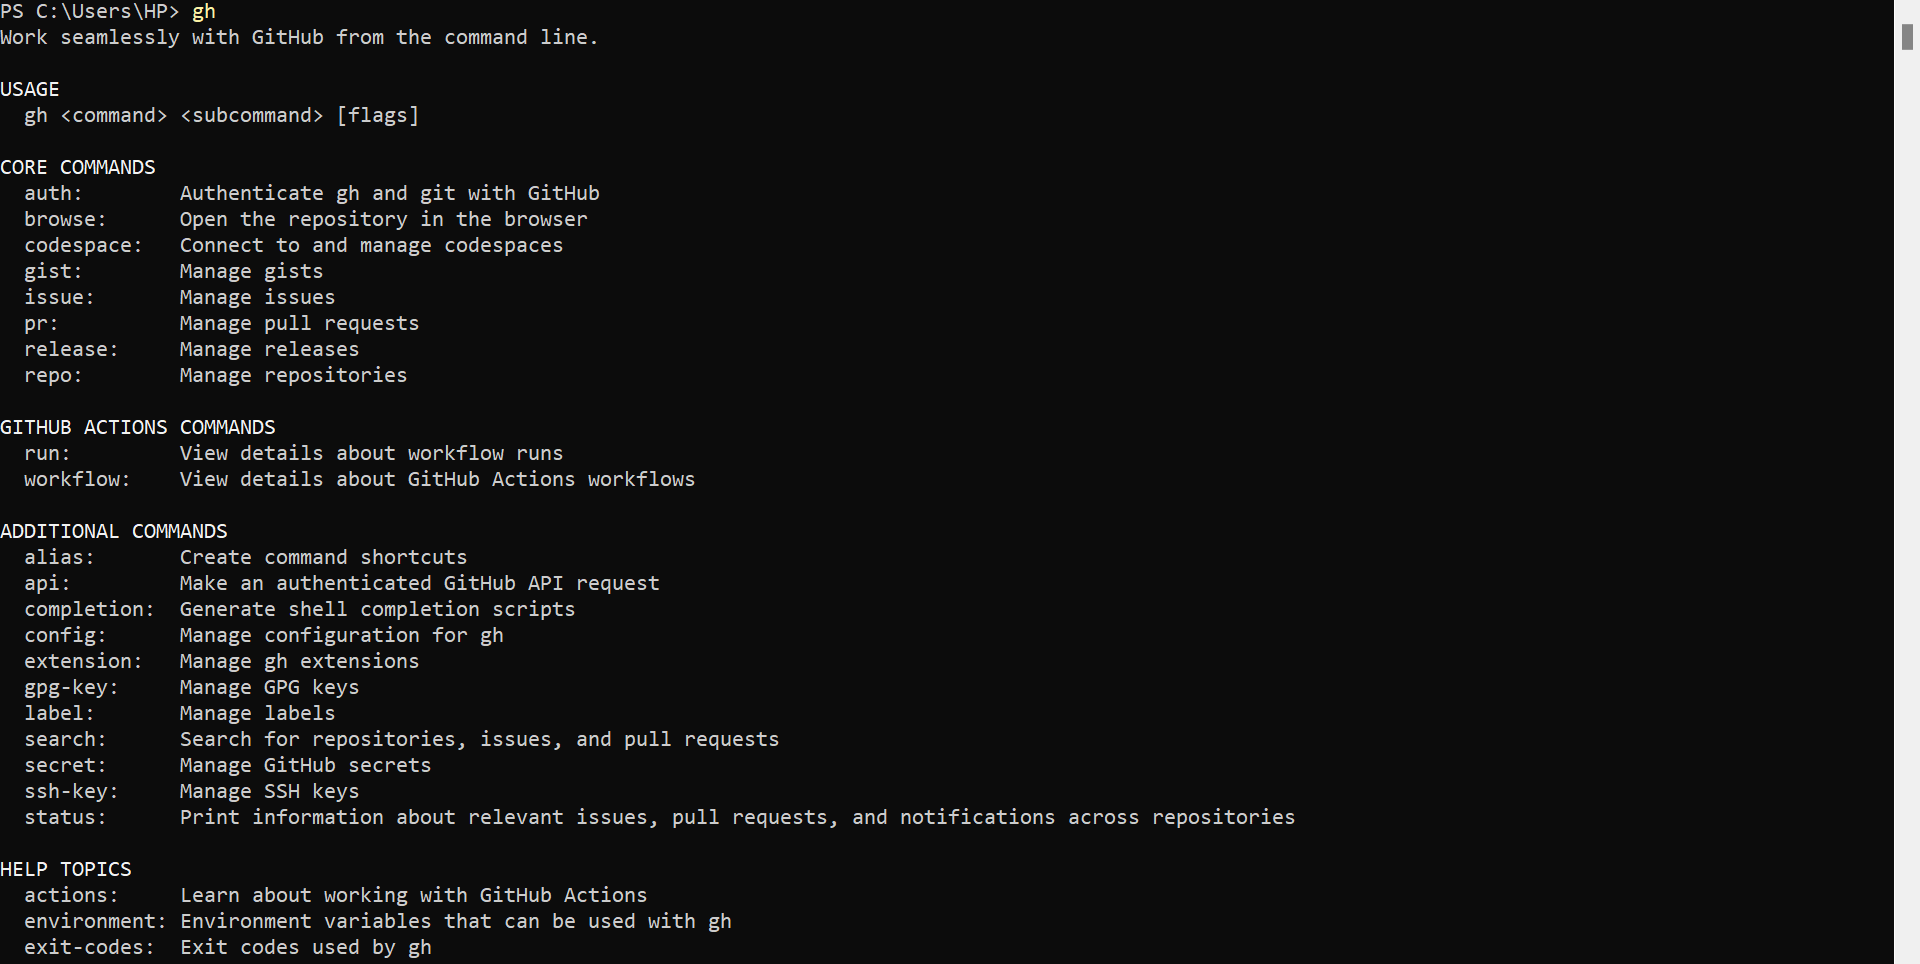 PS C:\Users\HP> gh
Work seamlessly with GitHub from the command line.

USAGE
  gh <command> <subcommand> [flags]

CORE COMMANDS
  auth:        Authenticate gh and git with GitHub
  browse:      Open the repository in the browser
  codespace:   Connect to and manage codespaces
  gist:        Manage gists
  issue:       Manage issues
  pr:          Manage pull requests
  release:     Manage releases
  repo:        Manage repositories

GITHUB ACTIONS COMMANDS
  run:         View details about workflow runs
  workflow:    View details about GitHub Actions workflows

ADDITIONAL COMMANDS
  alias:       Create command shortcuts
  api:         Make an authenticated GitHub API request
  completion:  Generate shell completion scripts
  config:      Manage configuration for gh
  extension:   Manage gh extensions
  gpg-key:     Manage GPG keys
  label:       Manage labels
  search:      Search for repositories, issues, and pull requests
  secret:      Manage GitHub secrets
  ssh-key:     Manage SSH keys
  status:      Print information about relevant issues, pull requests, and notifications across repositories

HELP TOPICS
  actions:     Learn about working with GitHub Actions
  environment: Environment variables that can be used with gh
  exit-codes:  Exit codes used by gh